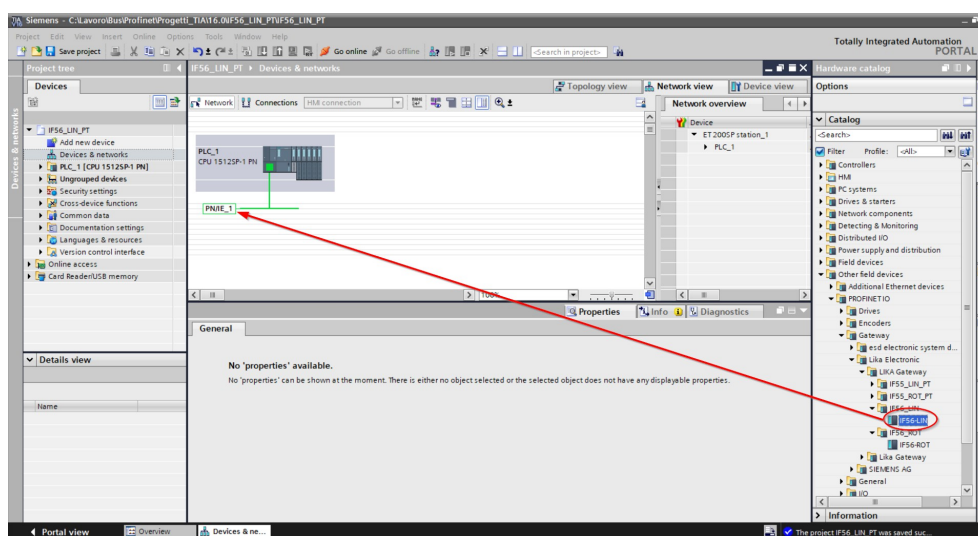 Siemens - C:\Lavoro\Bus\Profinet\Progetti_TIA\16.0\IF56_LIN_PT\IF56_LIN_PT
Project Edit View Insert Online Options Tools Window Help
Totally Integrated Automation
PORTAL
Save project
Go online
Go offline
<Search in project>
Project tree
IF56_LIN_PT
Devices & networks
Hardware catalog
Devices
Topology view
Network view
Device view
Options
Network
Connections
HMI connection
Network overview
Devices & networks
IF56_LIN_PT
Add new device
Devices & networks
PLC_1 [CPU 1512SP-1 PN]
Ungrouped devices
Security settings
Cross-device functions
Common data
Documentation settings
Languages & resources
Version control interface
Online access
Card Reader/USB memory
PLC_1
CPU 1512SP-1 PN
PN/IE_1
Device
ET 200SP station_1
PLC_1
100%
Catalog
<Search>
Filter
Profile:
<All>
Controllers
HMI
PC systems
Drives & starters
Network components
Detecting & Monitoring
Distributed I/O
Power supply and distribution
Field devices
Other field devices
Additional Ethernet devices
PROFINET IO
Drives
Encoders
Gateway
esd electronic system d...
Lika Electronic
LIKA Gateway
IF55_LIN_PT
IF55_ROT_PT
IF56_LIN
IF56-LIN
IF56_ROT
IF56-ROT
Lika Gateway
SIEMENS AG
General
I/O
Information
Properties
Info
Diagnostics
General
No 'properties' available.
No 'properties' can be shown at the moment. There is either no object selected or the selected object does not have any displayable properties.
Details view
Name
Portal view
Overview
Devices & ne...
The project IF56_LIN_PT was saved suc...